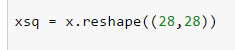 xsq = x.reshape((28,28))